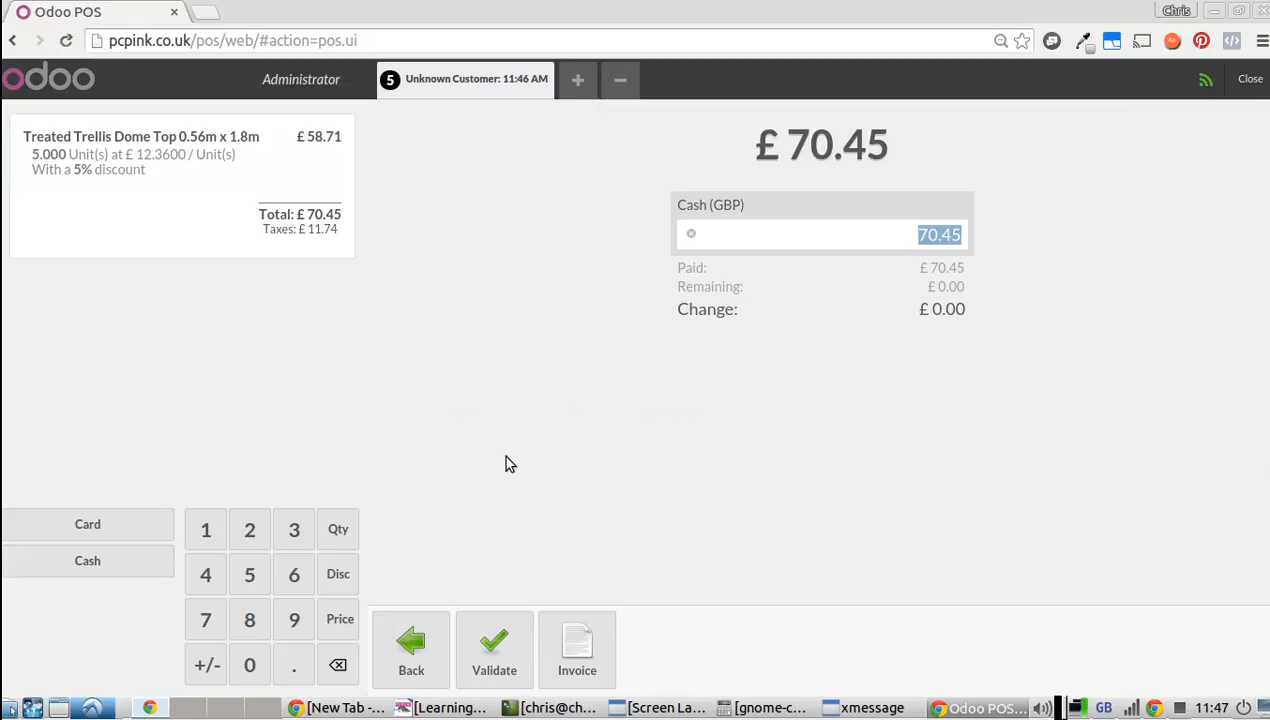 Odoo POS
Chris
pcpink.co.uk/pos/web/#action=pos.ui
odoo
Administrator
5 Unknown Customer: 11:46 AM
+
−
Close
Treated Trellis Dome Top 0.56m x 1.8m £ 58.71
5.000 Unit(s) at £ 12.3600 / Unit(s)
With a 5% discount
Total: £ 70.45
Taxes: £ 11.74
£ 70.45
Cash (GBP)
70.45
Paid: £ 70.45
Remaining: £ 0.00
Change: £ 0.00
Card
Cash
1 2 3 Qty
4 5 6 Disc
7 8 9 Price
+/- 0 .
Back
Validate
Invoice
[New Tab -... [Learning... [chris@ch... [Screen La... [gnome-c... xmessage Odoo POS... GB 11:47